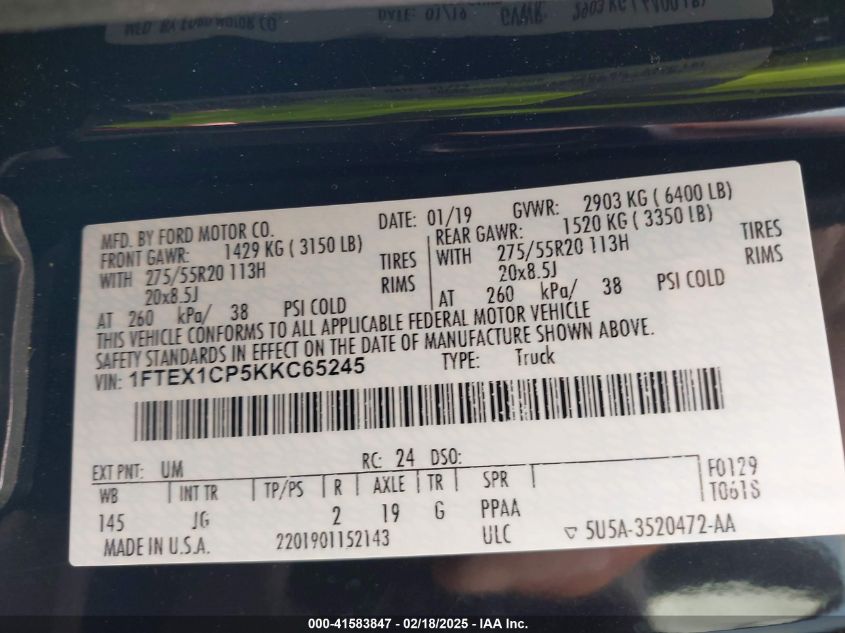 MFD. BY FORD MOTOR CO. DATE: 01/19 GVWR: 2903 KG ( 6400 LB)
FRONT GAWR: 1429 KG ( 3150 LB) REAR GAWR: 1520 KG ( 3350 LB)
WITH 275/55R20 113H TIRES WITH 275/55R20 113H TIRES
20x8.5J RIMS 20x8.5J RIMS
AT 260 kPa/ 38 PSI COLD AT 260 kPa/ 38 PSI COLD
THIS VEHICLE CONFORMS TO ALL APPLICABLE FEDERAL MOTOR VEHICLE
SAFETY STANDARDS IN EFFECT ON THE DATE OF MANUFACTURE SHOWN ABOVE.
VIN: 1FTEX1CP5KKC65245 TYPE: Truck
EXT PNT: UM RC: 24 DSO:
WB INT TR TP/PS R AXLE TR SPR F0129
145 JG 2 19 G PPAA T061S
MADE IN U.S.A. 2201901152143 ULC ▽ 5U5A-3520472-AA
000-41583847 - 02/18/2025 - IAA Inc.